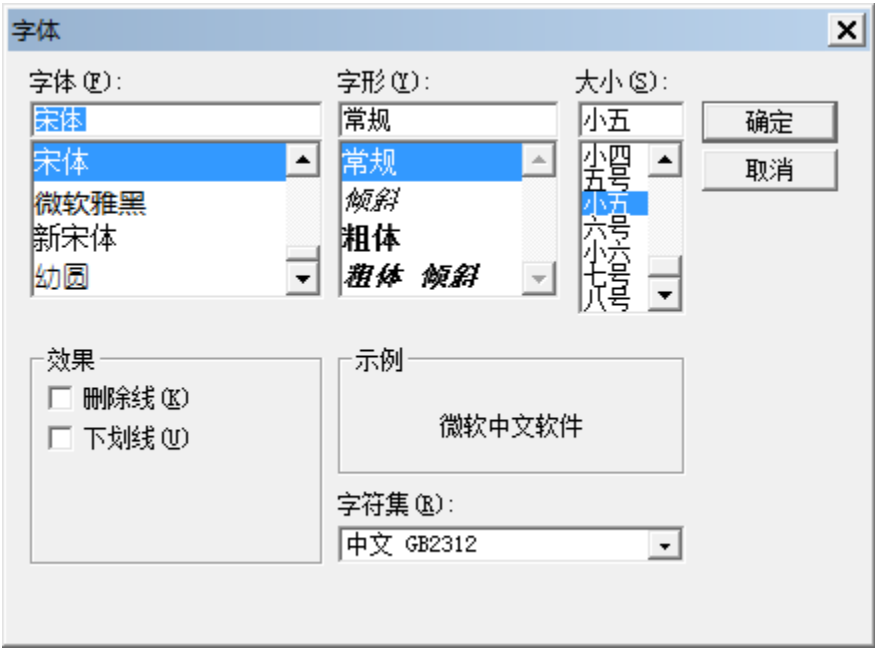 字体
字体(F):
字形(Y):
大小(S):
宋体
常规
小五
确定
取消
宋体
微软雅黑
新宋体
幼圆
常规
倾斜
粗体
粗体 倾斜
小四
五号
小五
六号
小六
七号
八号
效果
删除线(K)
下划线(U)
示例
微软中文软件
字符集(R):
中文 GB2312